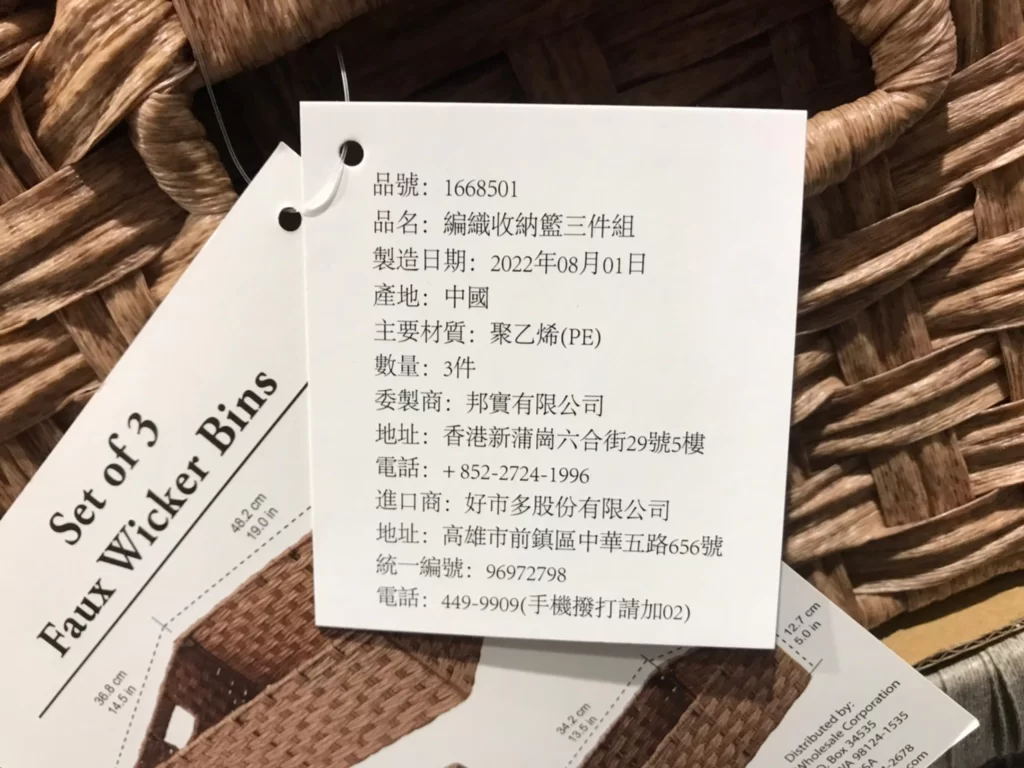 品號：1668501
品名：編織收納籃三件組
製造日期：2022年08月01日
產地：中國
主要材質：聚乙烯(PE)
數量：3件
委製商：邦實有限公司
地址：香港新蒲崗六合街29號5樓
電話：+852-2724-1996
進口商：好市多股份有限公司
地址：高雄市前鎮區中華五路656號
統一編號：96972798
電話：449-9909(手機撥打請加02)
Set of 3
Faux Wicker Bins
48.2 cm
19.0 in
36.8 cm
14.5 in
34.2 cm
13.5 in
12.7 cm
5.0 in
Distributed by:
Wholesale Corporation
Box 34535
98124-1535
-2678